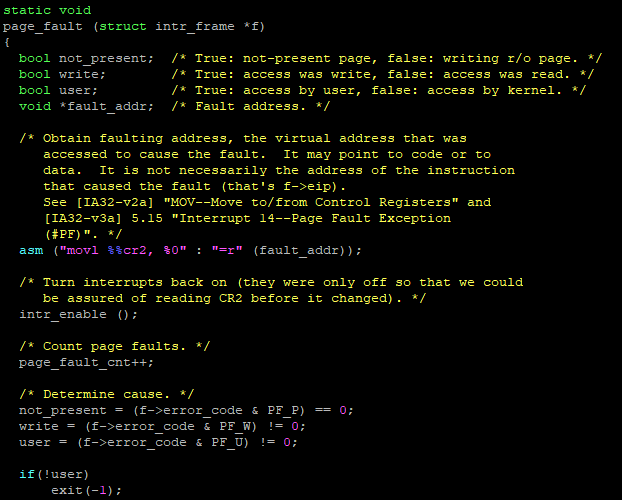 static void
page_fault (struct intr_frame *f)
{
  bool not_present;  /* True: not-present page, false: writing r/o page. */
  bool write;        /* True: access was write, false: access was read. */
  bool user;         /* True: access by user, false: access by kernel. */
  void *fault_addr;  /* Fault address. */

  /* Obtain faulting address, the virtual address that was
     accessed to cause the fault.  It may point to code or to
     data.  It is not necessarily the address of the instruction
     that caused the fault (that's f->eip).
     See [IA32-v2a] "MOV--Move to/from Control Registers" and
     [IA32-v3a] 5.15 "Interrupt 14--Page Fault Exception
     (#PF)". */
  asm ("movl %%cr2, %0" : "=r" (fault_addr));

  /* Turn interrupts back on (they were only off so that we could
     be assured of reading CR2 before it changed). */
  intr_enable ();

  /* Count page faults. */
  page_fault_cnt++;

  /* Determine cause. */
  not_present = (f->error_code & PF_P) == 0;
  write = (f->error_code & PF_W) != 0;
  user = (f->error_code & PF_U) != 0;

  if(!user)
      exit(-1);